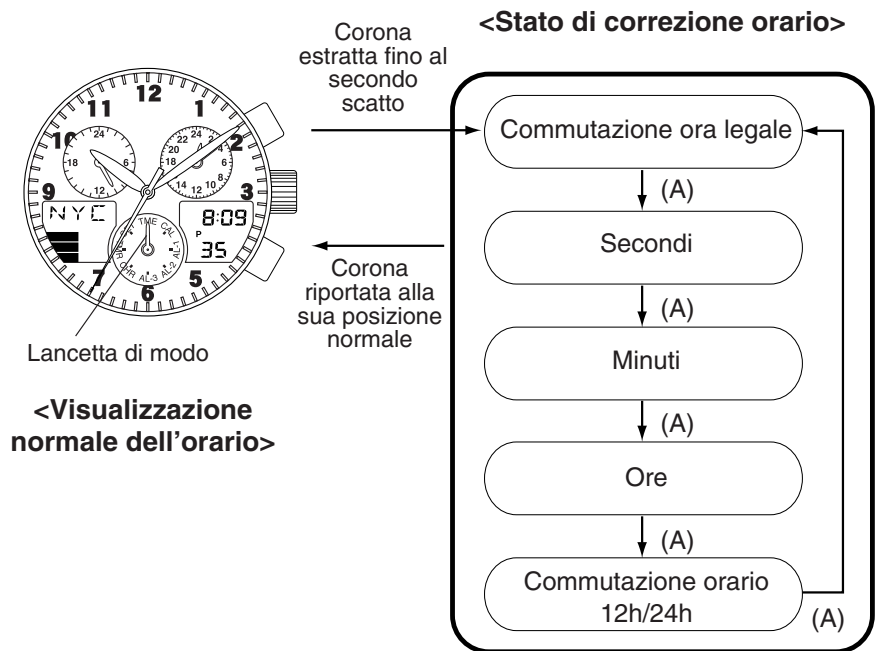 <Stato di correzione orario>
Corona
estratta fino al
secondo
scatto
Commutazione ora legale
(A)
Secondi
(A)
Minuti
(A)
Ore
(A)
Commutazione orario
12h/24h
(A)
Corona
riportata alla
sua posizione
normale
12
1
2
3
5
6
7
9
10
11
24
6
12
18
24
2
4
6
8
10
12
14
18
20
22
NYC
8:09
P
35
TME
CAL
AL-1
AL-2
AL-3
CHR
Lancetta di modo
<Visualizzazione
normale dell'orario>